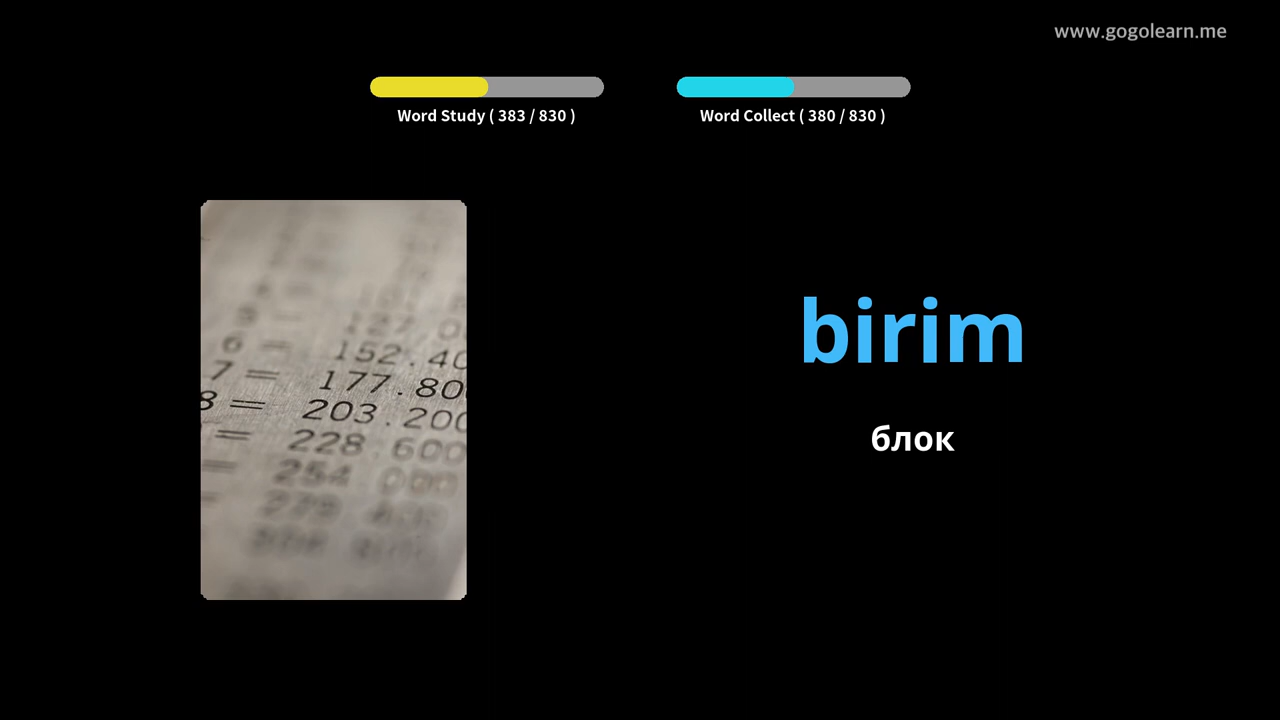 www.gogolearn.me
Word Study ( 383 / 830 )
Word Collect ( 380 / 830 )
6 =
152.40
7 =
177.80
8 =
203.200
=
228.600
254
birim
блок